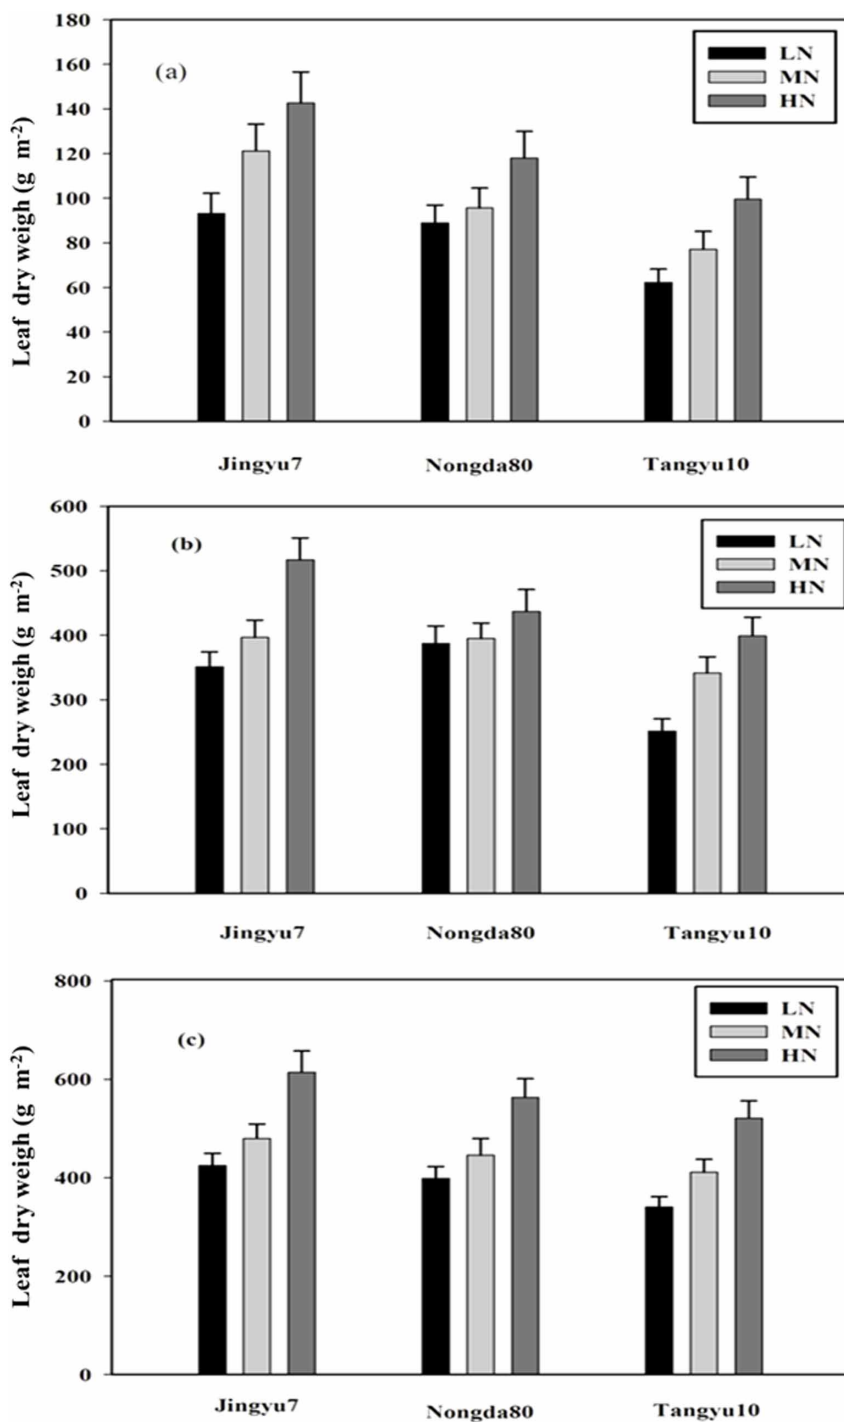 180
160
140
120
100
80
60
40
20
0
Leaf dry weigh (g m-2)
(a)
LN
MN
HN
Jingyu7 Nongda80 Tangyu10
600
500
400
300
200
100
0
Leaf dry weigh (g m-2)
(b)
LN
MN
HN
Jingyu7 Nongda80 Tangyu10
800
600
400
200
0
Leaf dry weigh (g m-2)
(c)
LN
MN
HN
Jingyu7 Nongda80 Tangyu10